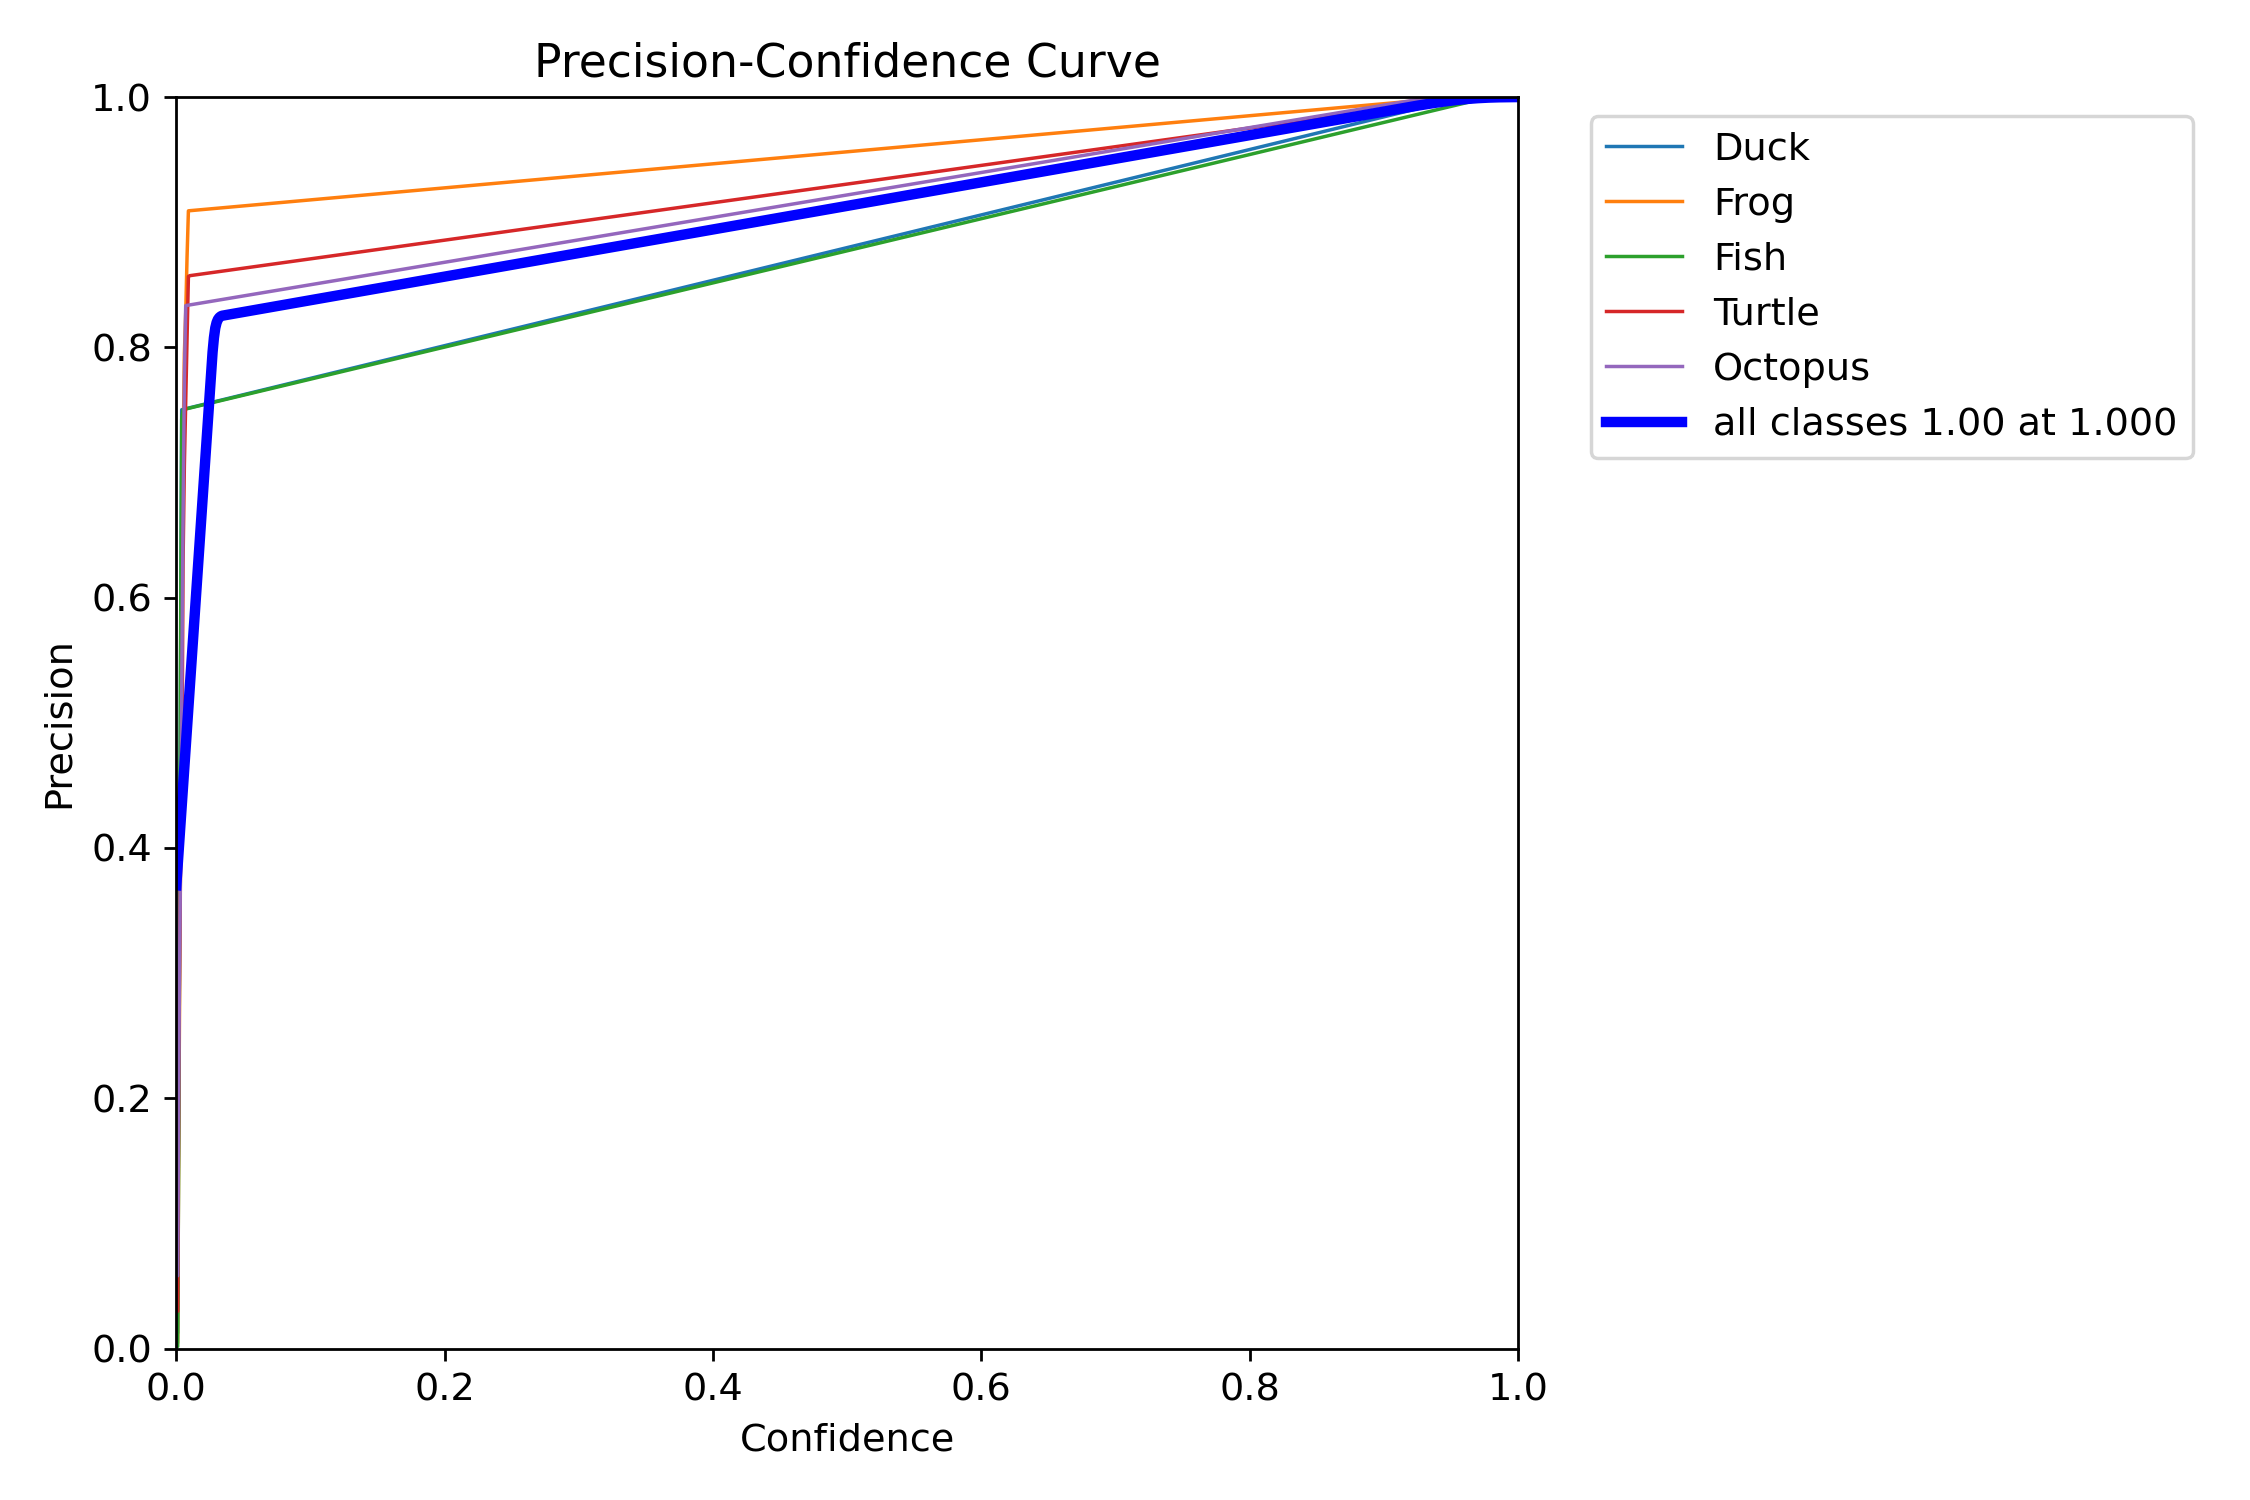 Precision-Confidence Curve
1.0
0.8
0.6
0.4
0.2
0.0
Precision
0.0 0.2 0.4 0.6 0.8 1.0
Confidence
Duck
Frog
Fish
Turtle
Octopus
all classes 1.00 at 1.000